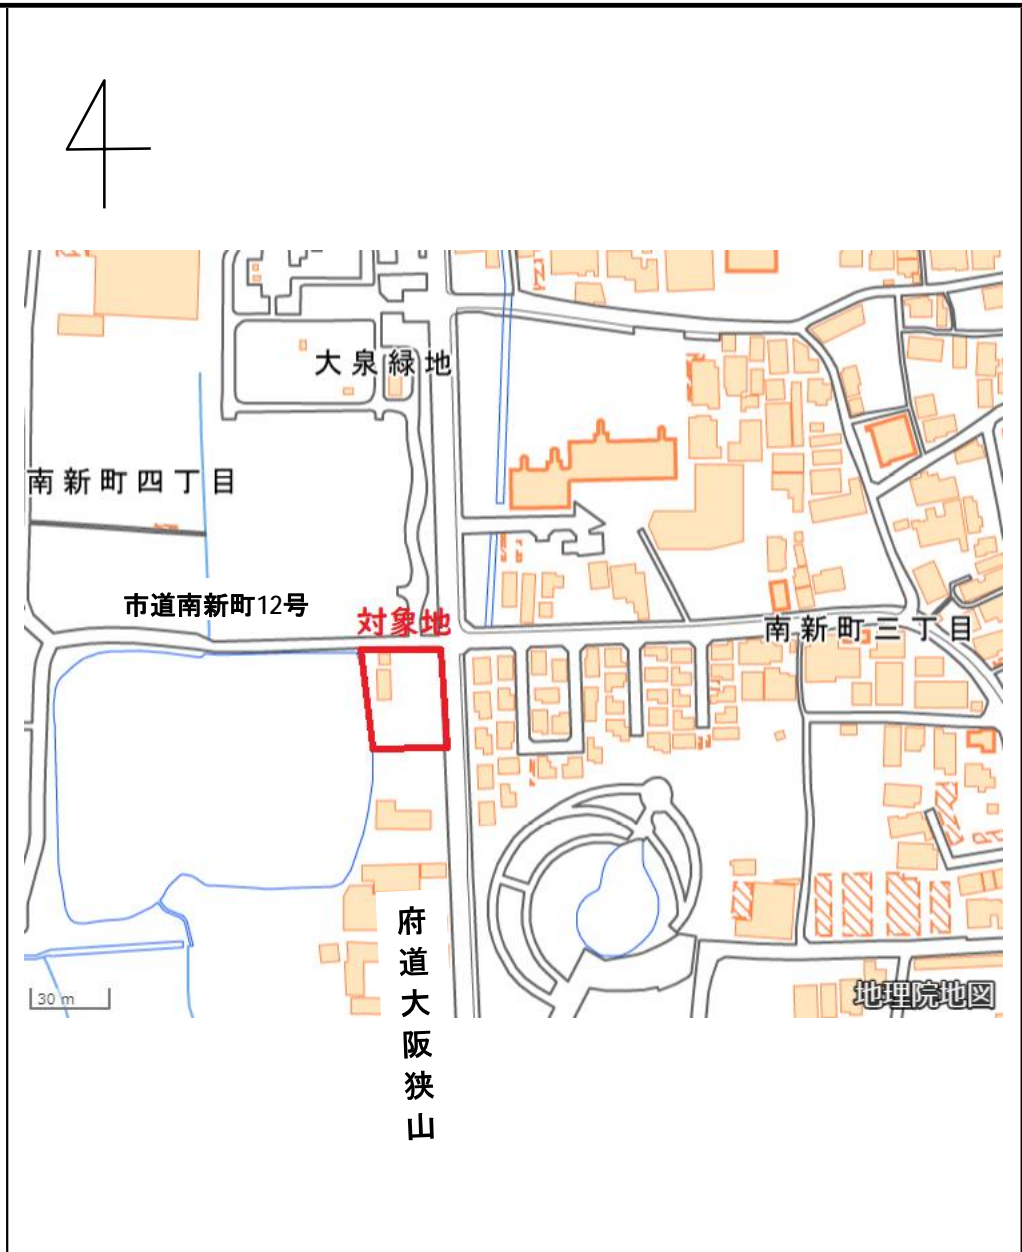 大泉緑地
南新町四丁目
市道南新町12号
対象地
南新町三丁目
府道大阪狭山
30 m
地理院地図